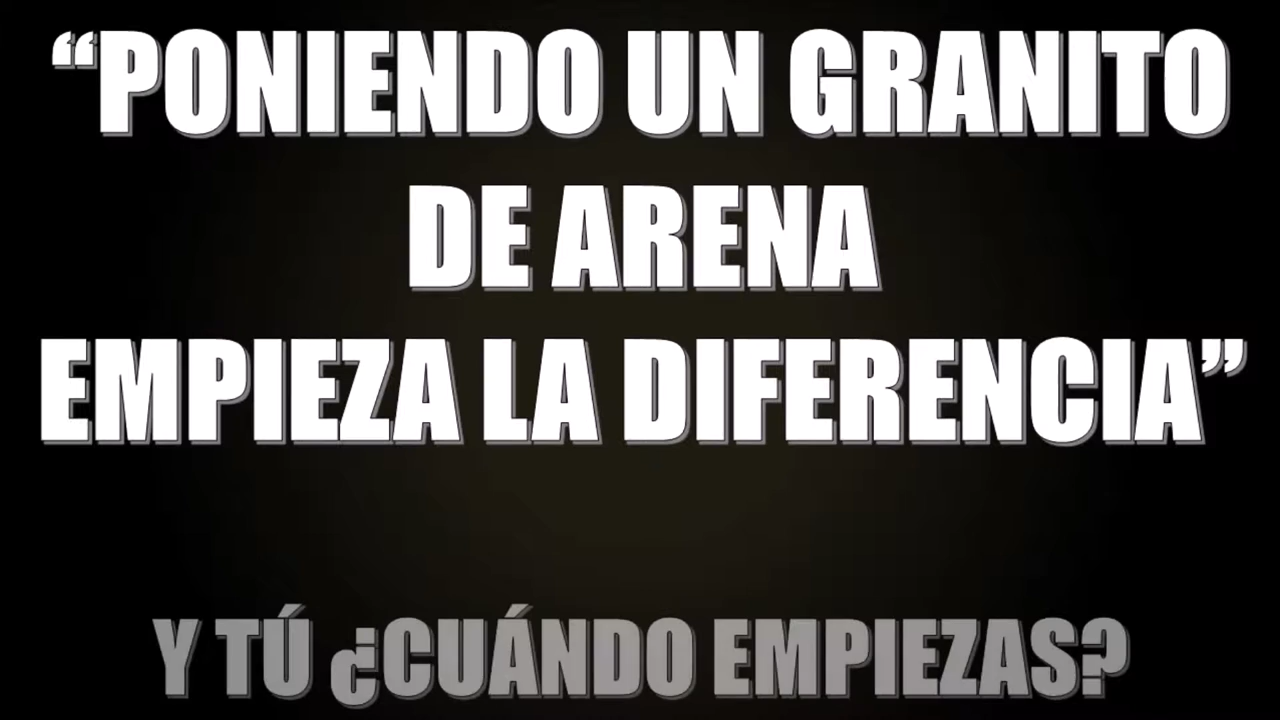 “PONIENDO UN GRANITO
DE ARENA
EMPIEZA LA DIFERENCIA”
Y TÚ ¿CUÁNDO EMPIEZAS?